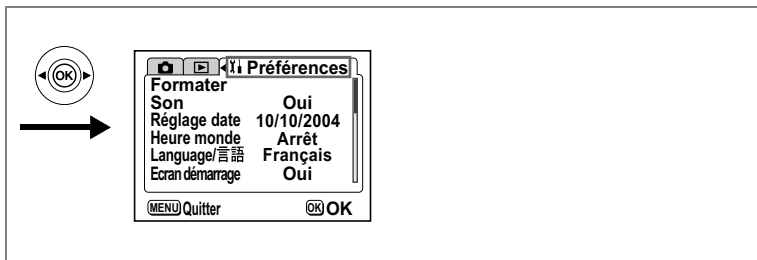 OK
Préférences
Formater
Son Oui
Réglage date 10/10/2004
Heure monde Arrêt
Language/言語 Français
Ecran démarrage Oui
MENU Quitter OK OK